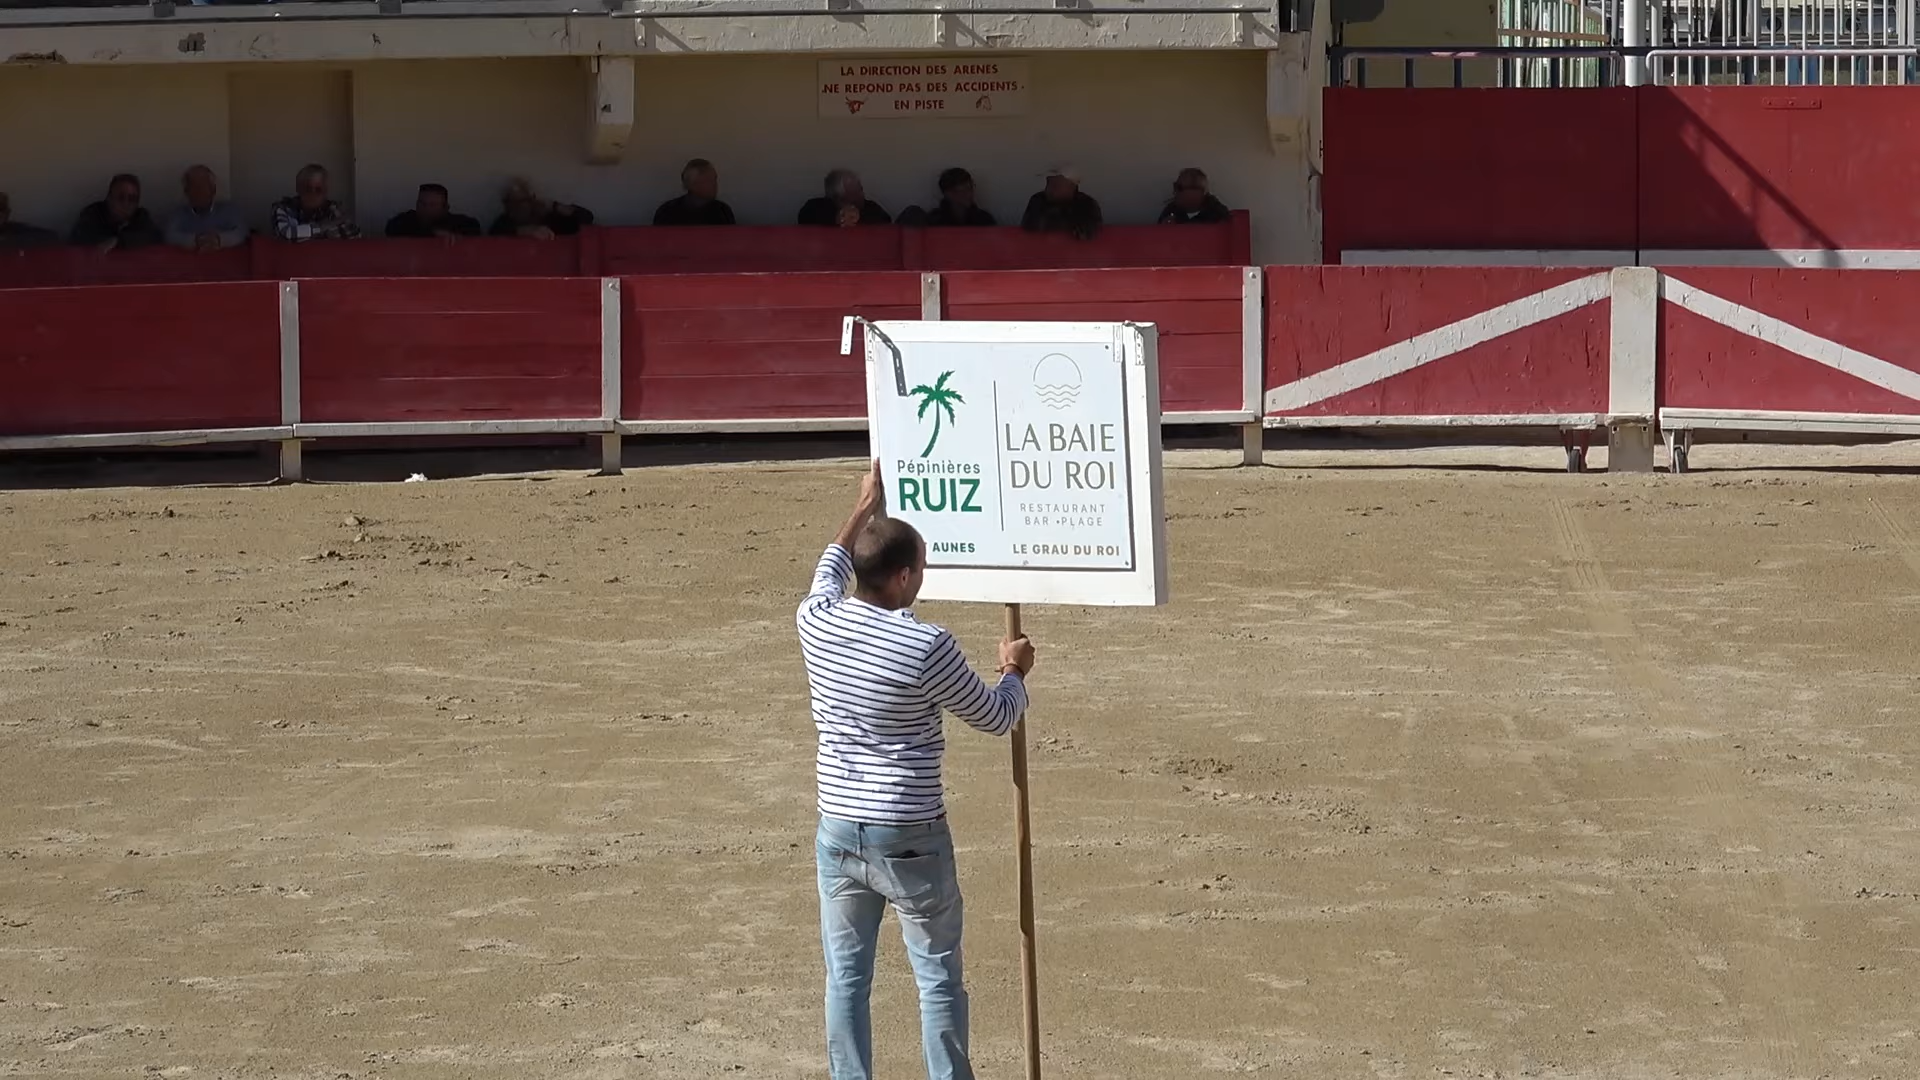 LA DIRECTION DES ARENES
NE REPOND PAS DES ACCIDENTS
EN PISTE
Pépinières
RUIZ
AUNES
LA BAIE
DU ROI
RESTAURANT
BAR • PLAGE
LE GRAU DU ROI